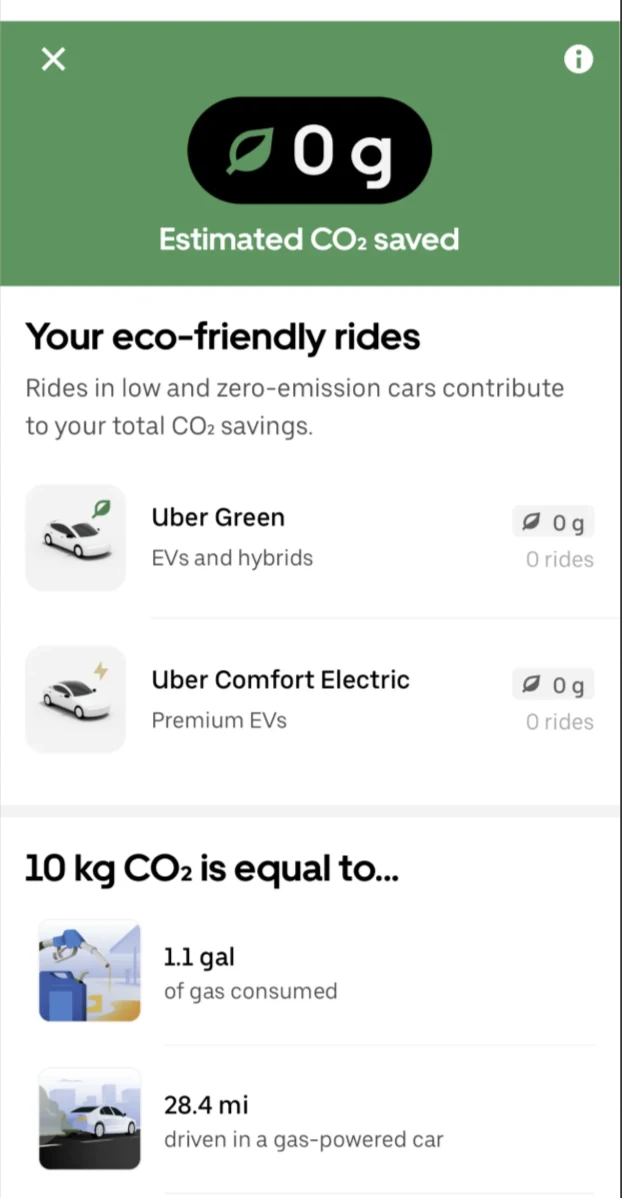 0 g
Estimated CO₂ saved
Your eco-friendly rides
Rides in low and zero-emission cars contribute
to your total CO₂ savings.
Uber Green
0 g
EVs and hybrids
0 rides
Uber Comfort Electric
0 g
Premium EVs
0 rides
10 kg CO₂ is equal to...
1.1 gal
of gas consumed
28.4 mi
driven in a gas-powered car